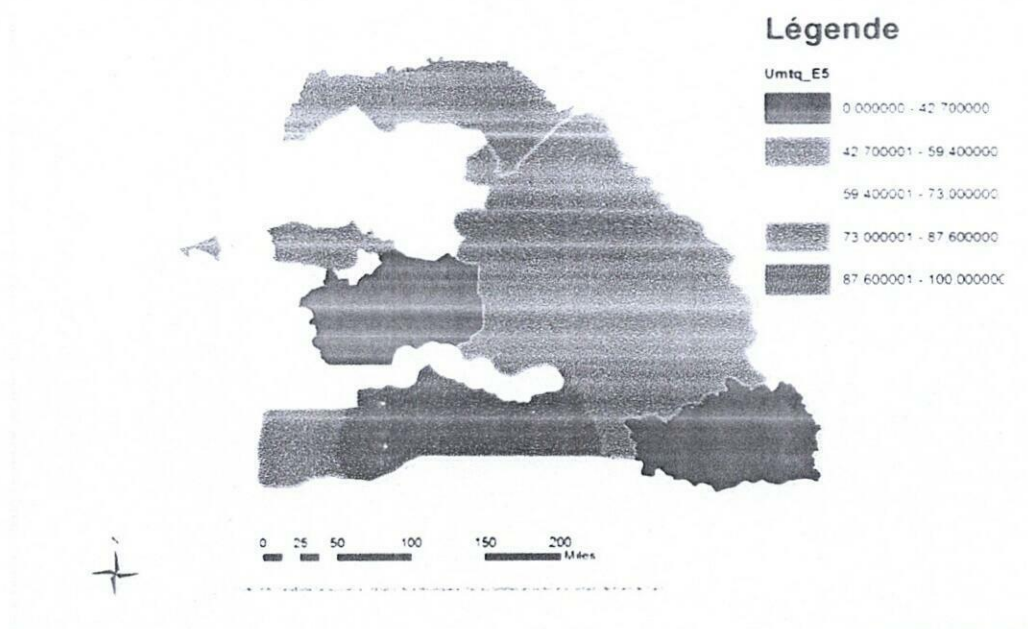 Légende
Umtq_E5
0.000000 - 42.700000
42.700001 - 59.400000
59.400001 - 73.000000
73.000001 - 87.600000
87.600001 - 100.000000
0 25 50 100 150 200
Miles